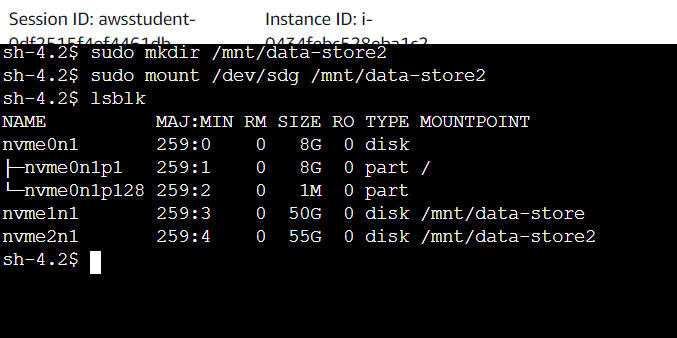 Session ID: awsstudent-
Instance ID: i-
sh-4.2$ sudo mkdir /mnt/data-store2
sh-4.2$ sudo mount /dev/sdg /mnt/data-store2
sh-4.2$ lsblk
NAME MAJ:MIN RM SIZE RO TYPE MOUNTPOINT
nvme0n1 259:0 0 8G 0 disk
├─nvme0n1p1 259:1 0 8G 0 part /
└─nvme0n1p128 259:2 0 1M 0 part
nvme1n1 259:3 0 50G 0 disk /mnt/data-store
nvme2n1 259:4 0 55G 0 disk /mnt/data-store2
sh-4.2$